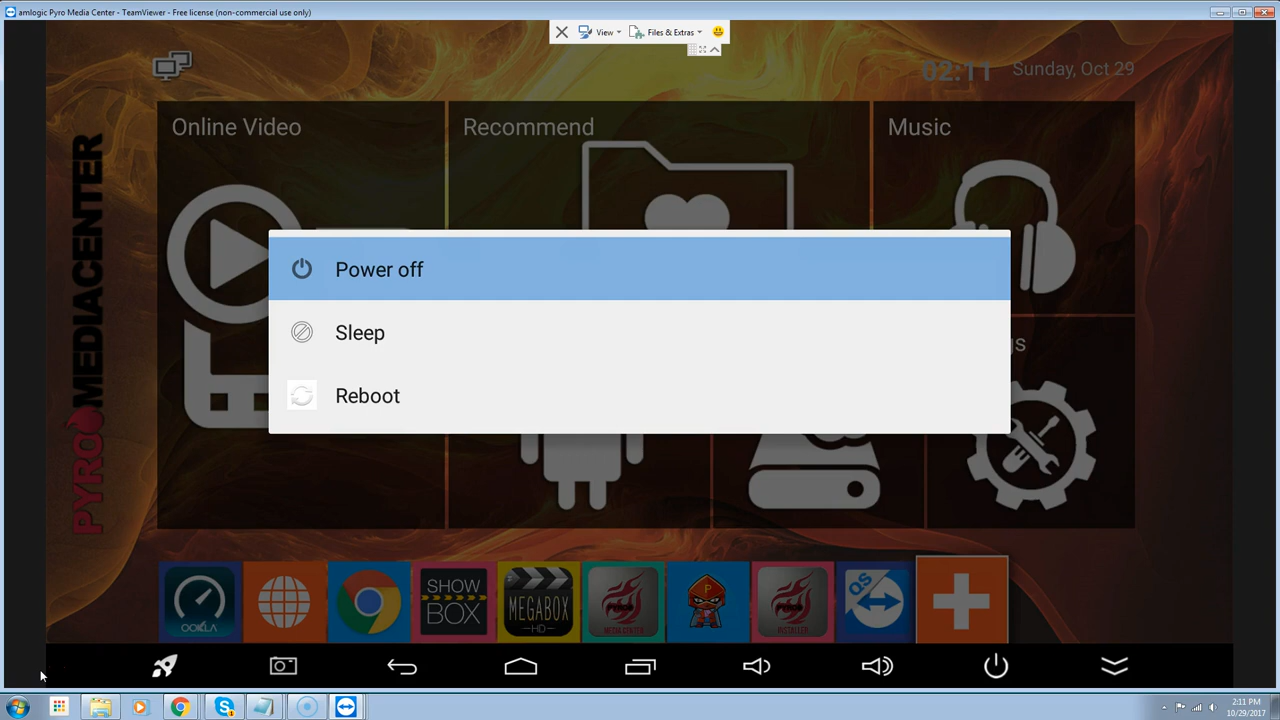 amlogic Pyro Media Center - TeamViewer - Free license (non-commercial use only)
View
Files & Extras
02:11 Sunday, Oct 29
Online Video
Recommend
Music
gs
PYRO MEDIACENTER
Power off
Sleep
Reboot
OOKLA
SHOW
BOX
MEGABOX
HD
P
QS
2:11 PM
10/29/2017